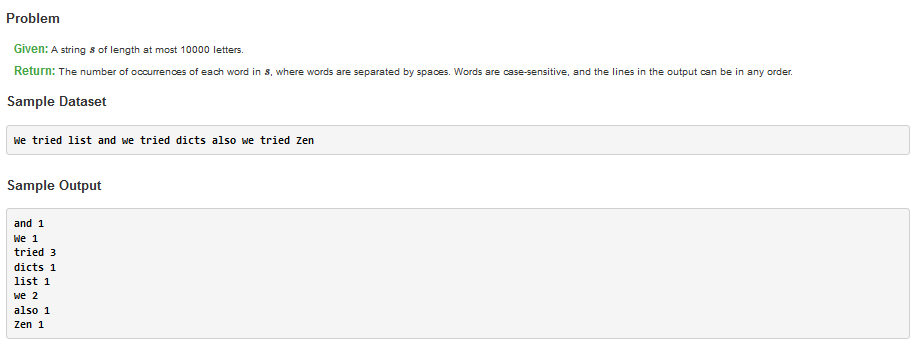 Problem
Given: A string s of length at most 10000 letters.
Return: The number of occurrences of each word in s, where words are separated by spaces. Words are case-sensitive, and the lines in the output can be in any order.
Sample Dataset
We tried list and we tried dicts also we tried Zen
Sample Output
and 1
We 1
tried 3
dicts 1
list 1
we 2
also 1
Zen 1